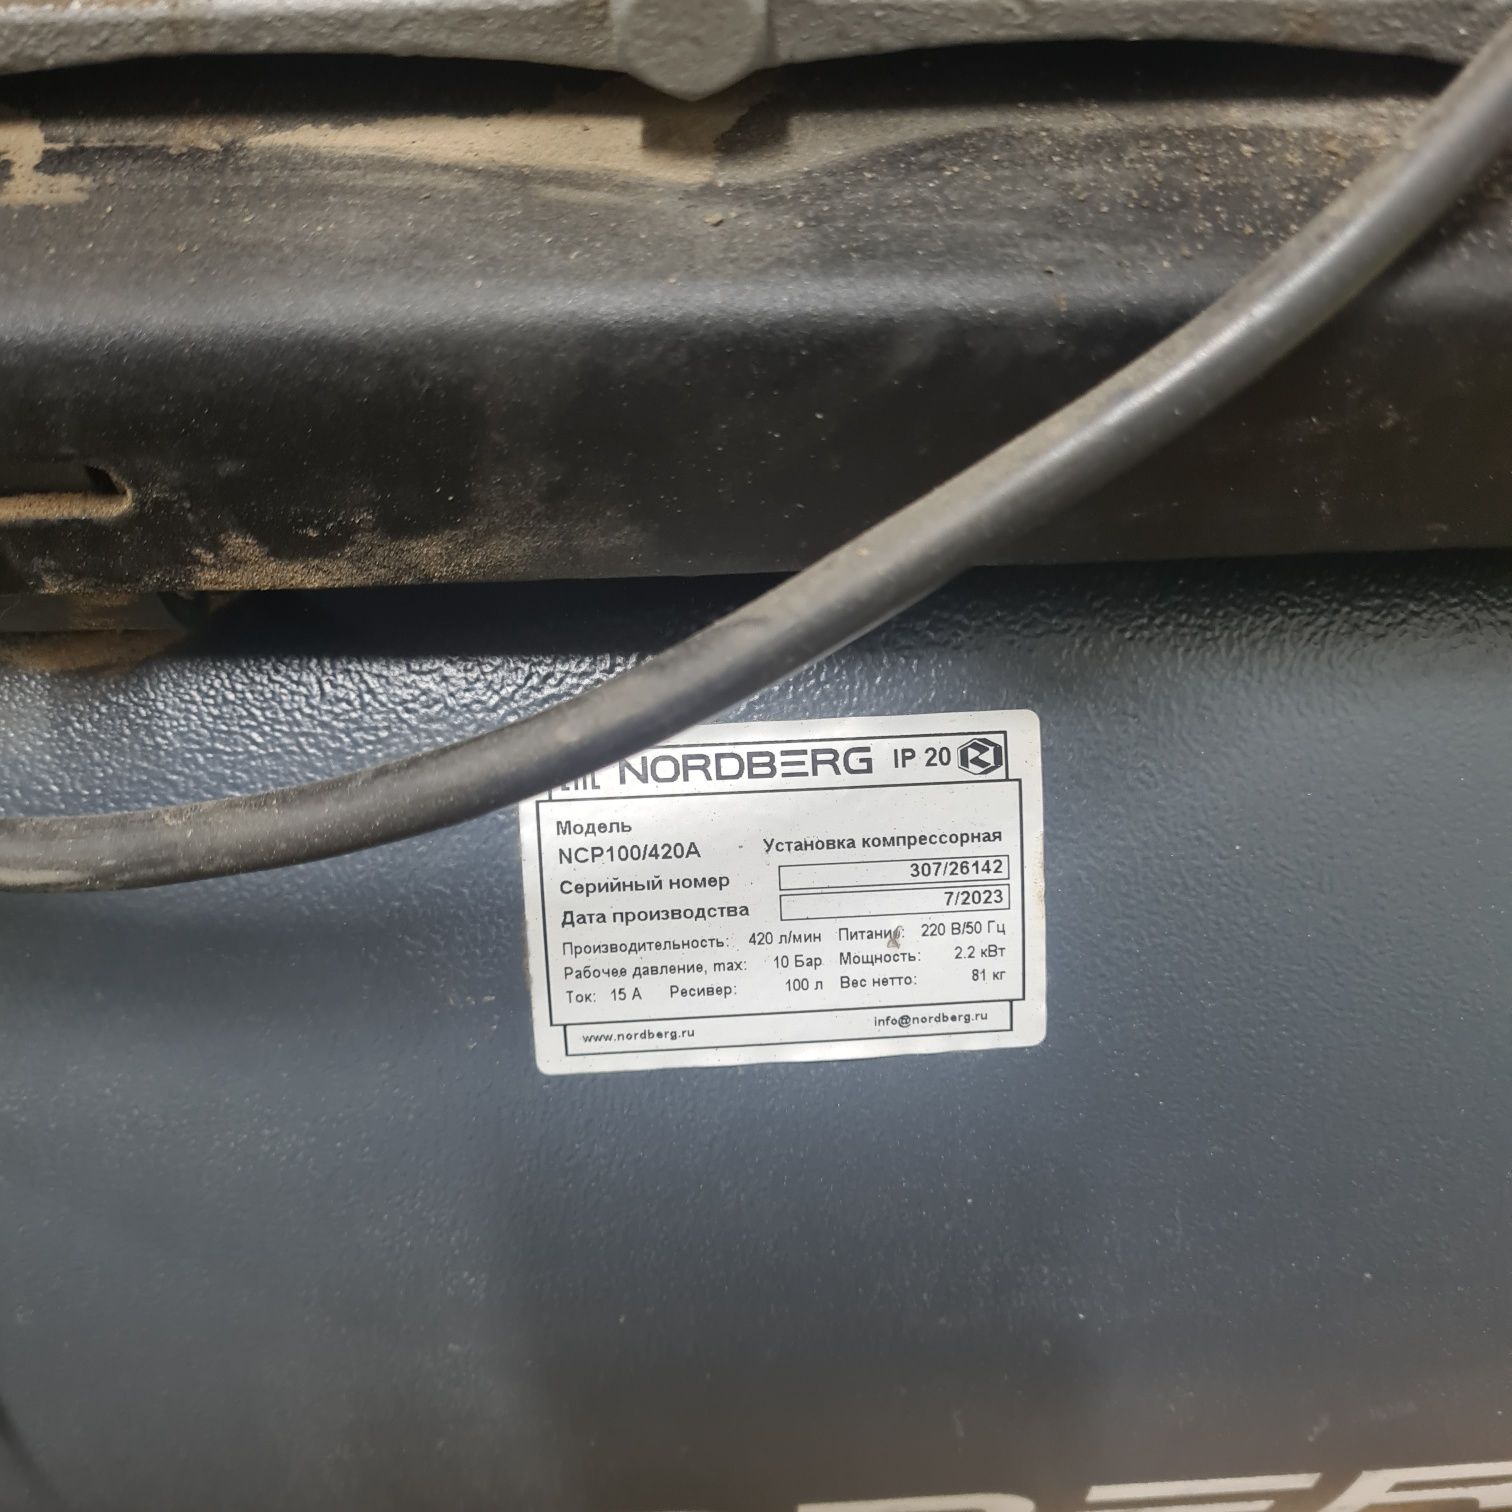 NORDBERG IP 20
Модель
NCP100/420A Установка компрессорная
Серийный номер 307/26142
Дата производства 7/2023
Производительность: 420 л/мин Питание: 220 В/50 Гц
Рабочее давление, max: 10 Бар Мощность: 2.2 кВт
Ток: 15 А Ресивер: 100 л Вес нетто: 81 кг
www.nordberg.ru info@nordberg.ru